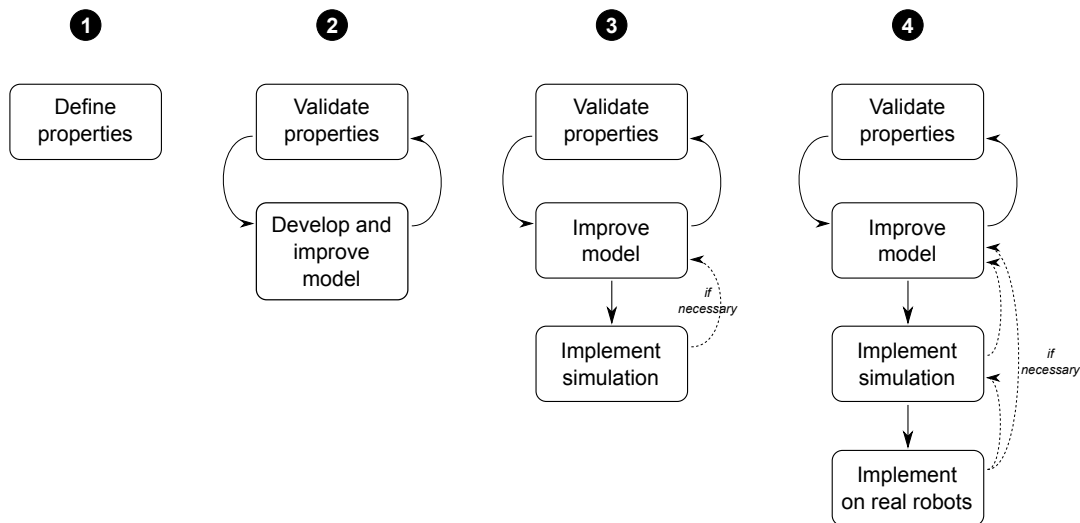 1
2
3
4
Define
properties
Validate
properties
Develop and
improve
model
Validate
properties
Improve
model
if
necessary
Implement
simulation
Validate
properties
Improve
model
Implement
simulation
if
necessary
Implement
on real robots